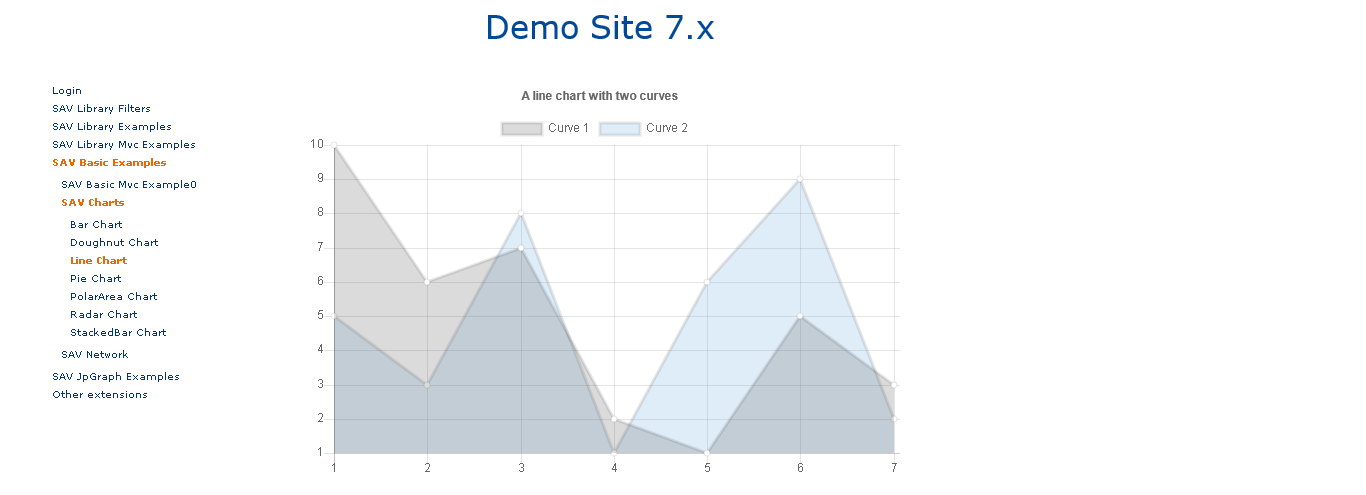 Demo Site 7.x
Login
SAV Library Filters
SAV Library Examples
SAV Library Mvc Examples
SAV Basic Examples
SAV Basic Mvc Example0
SAV Charts
Bar Chart
Doughnut Chart
Line Chart
Pie Chart
PolarArea Chart
Radar Chart
StackedBar Chart
SAV Network
SAV JpGraph Examples
Other extensions
A line chart with two curves
Curve 1 Curve 2
10
9
8
7
6
5
4
3
2
1
1 2 3 4 5 6 7